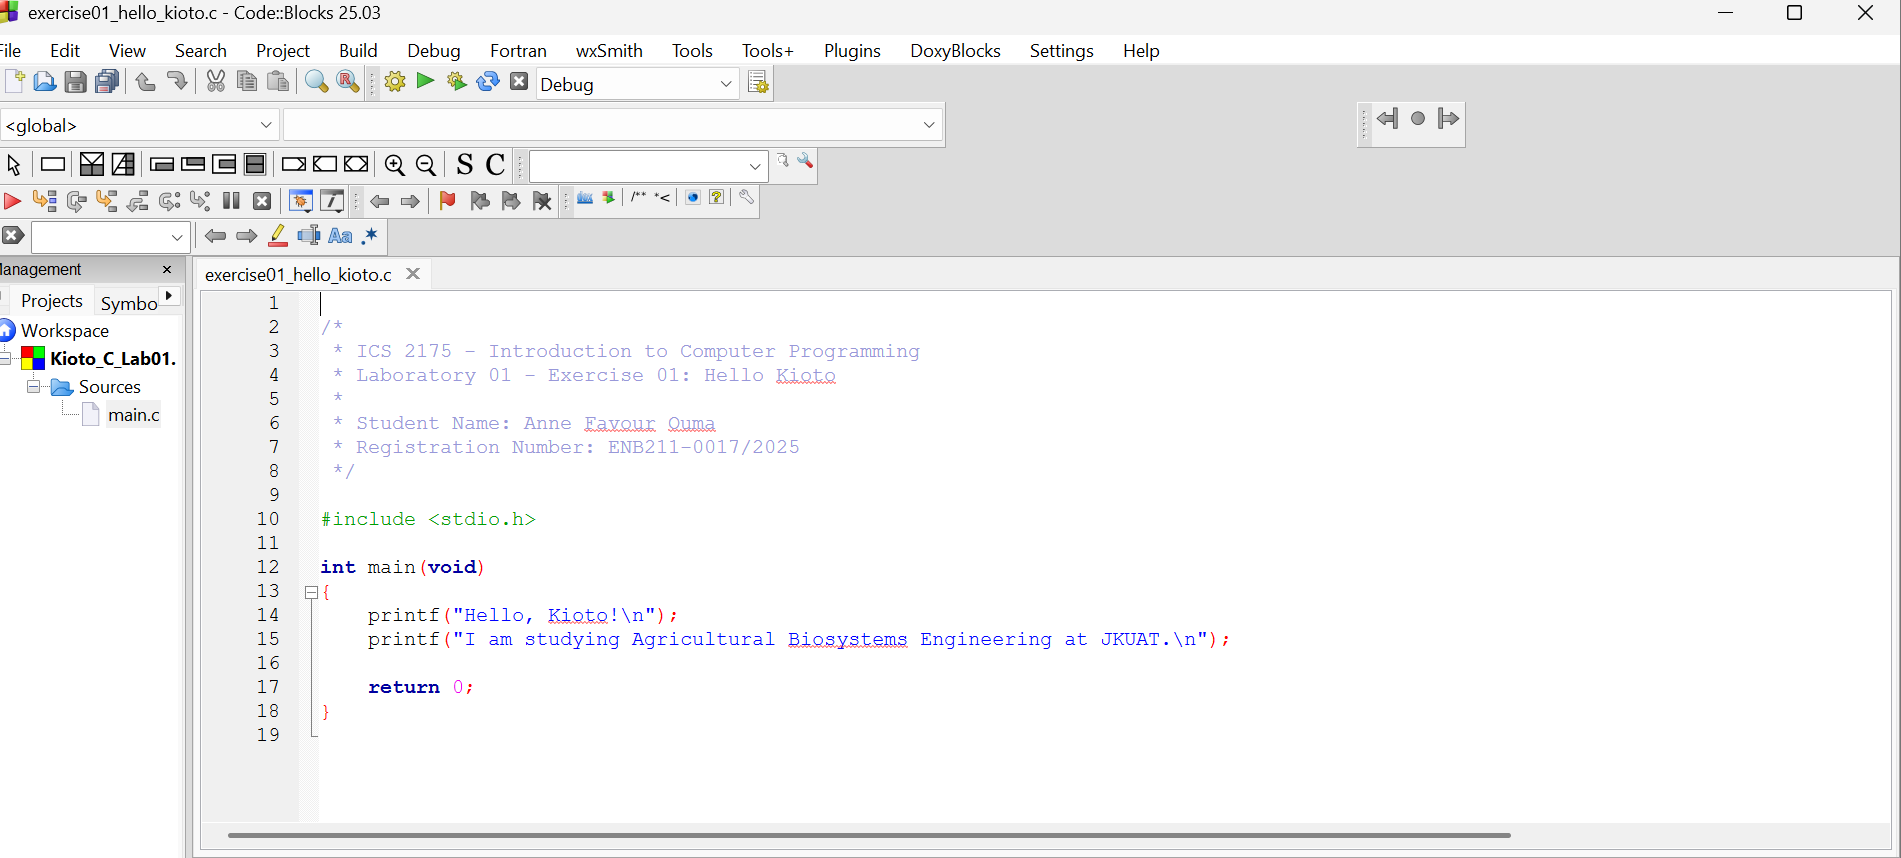 exercise01_hello_kioto.c - Code::Blocks 25.03
File Edit View Search Project Build Debug Fortran wxSmith Tools Tools+ Plugins DoxyBlocks Settings Help
Debug
<global>
S C
/** *<
Aa .*
Management
exercise01_hello_kioto.c
Projects Symbo
Workspace
Kioto_C_Lab01.
Sources
main.c
1
2 /*
3 * ICS 2175 - Introduction to Computer Programming
4 * Laboratory 01 - Exercise 01: Hello Kioto
5 *
6 * Student Name: Anne Favour Ouma
7 * Registration Number: ENB211-0017/2025
8 */
9
10 #include <stdio.h>
11
12 int main(void)
13 {
14 printf("Hello, Kioto!\n");
15 printf("I am studying Agricultural Biosystems Engineering at JKUAT.\n");
16
17 return 0;
18 }
19